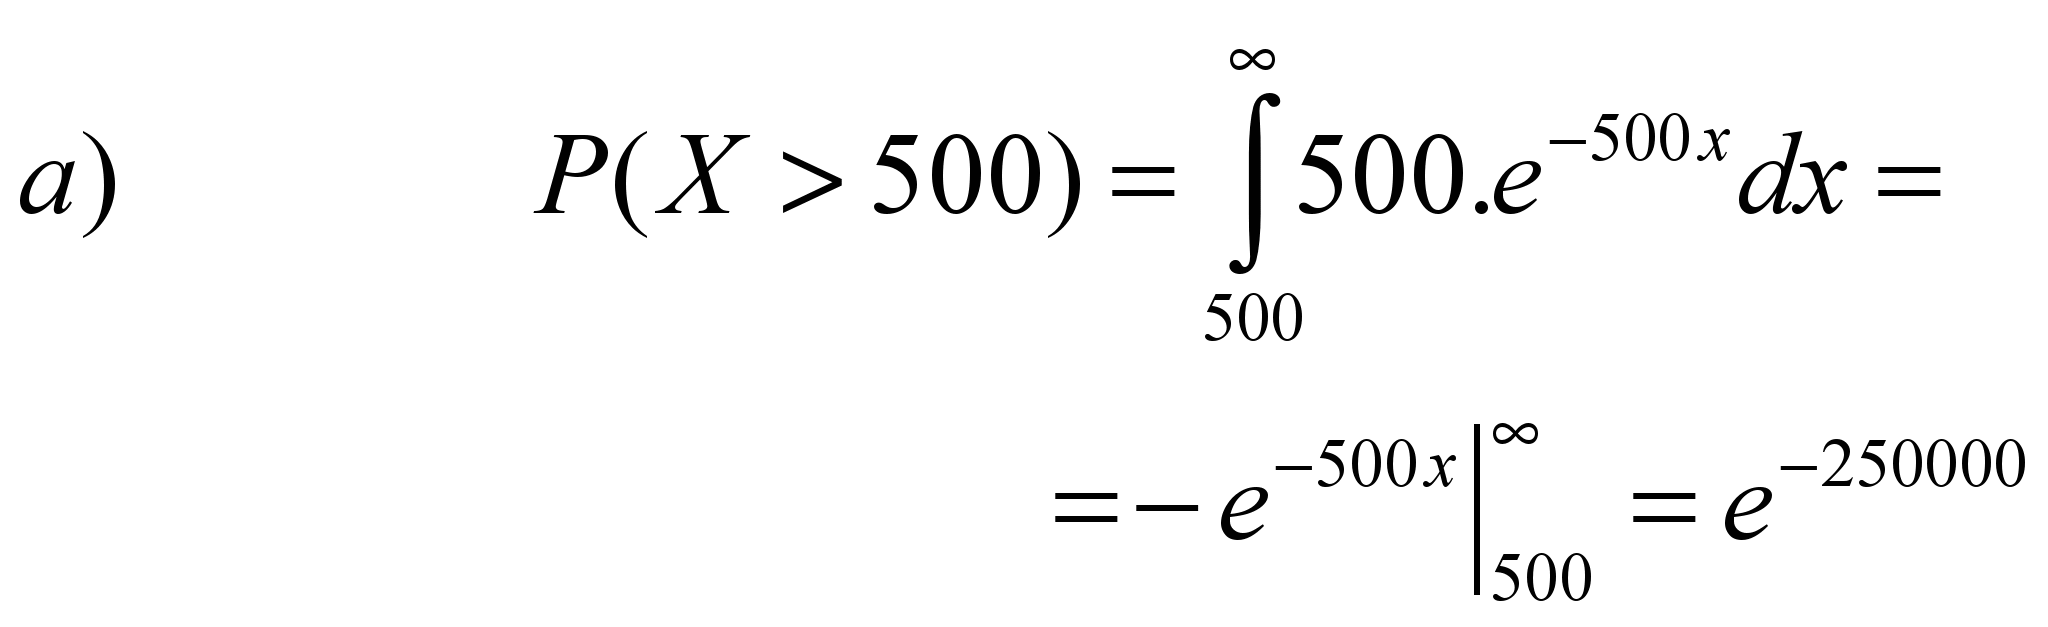 a) P(X > 500) = ∫₅₀₀^∞ 500.e^{-500x} dx =
= -e^{-500x} |₅₀₀^∞ = e^{-250000}